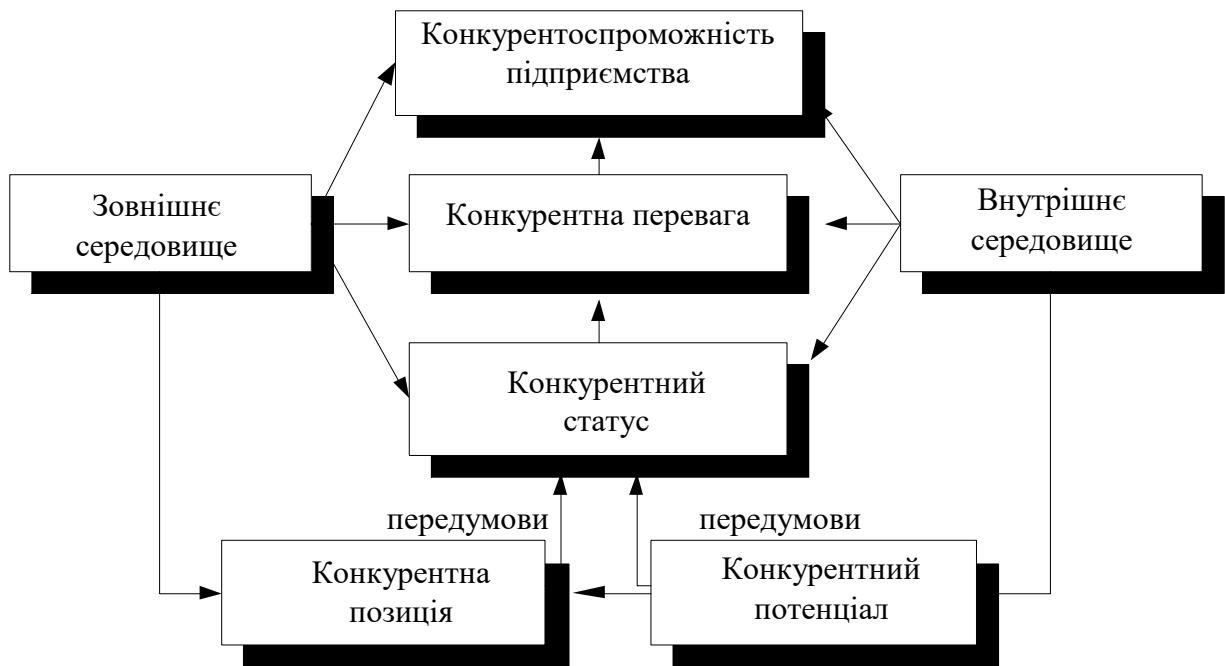 Конкурентоспроможність
підприємства
Зовнішнє
середовище
Конкурентна перевага
Внутрішнє
середовище
Конкурентний
статус
передумови
передумови
Конкурентна
позиція
Конкурентний
потенціал